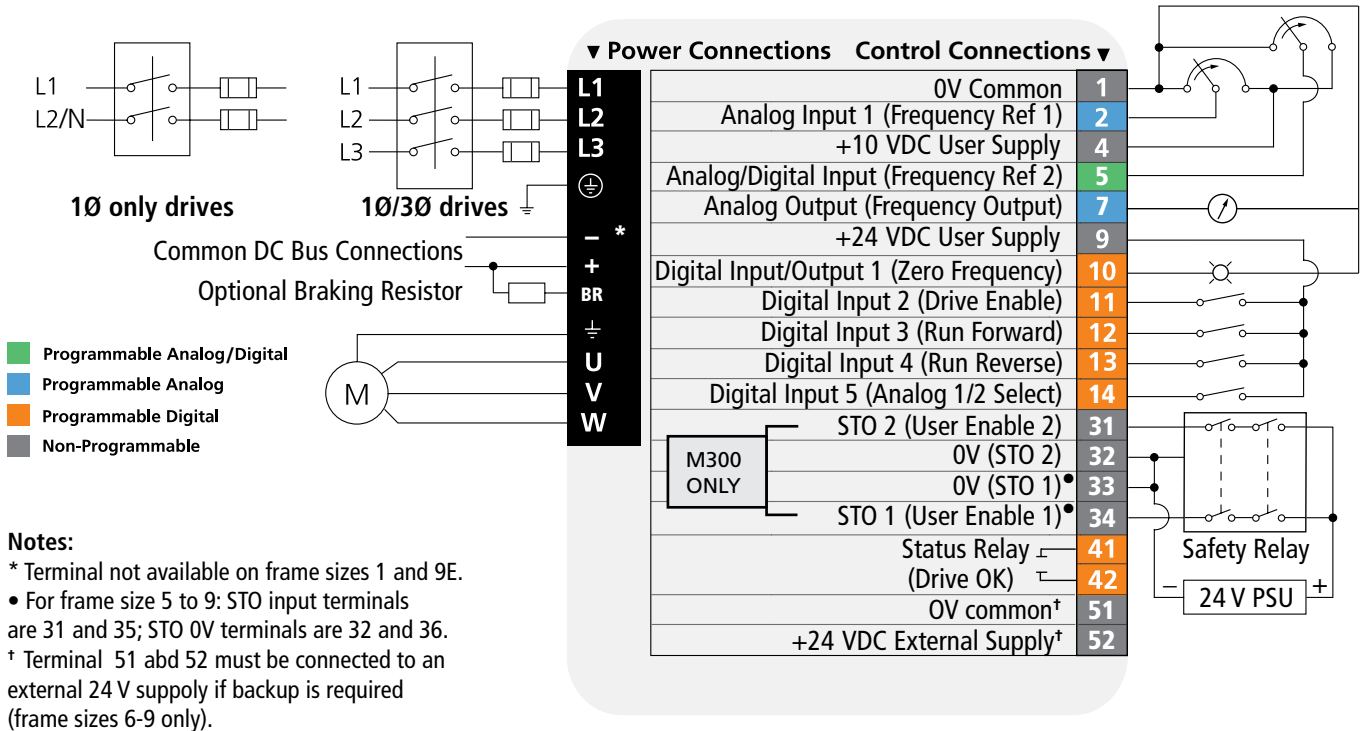 ▼ Power Connections Control Connections ▼
L1
L2/N
1Ø only drives
L1
L2
L3
1Ø/3Ø drives
Common DC Bus Connections
Optional Braking Resistor
M
L1
L2
L3
– *
+
BR
U
V
W
0V Common 1
Analog Input 1 (Frequency Ref 1) 2
+10 VDC User Supply 4
Analog/Digital Input (Frequency Ref 2) 5
Analog Output (Frequency Output) 7
+24 VDC User Supply 9
Digital Input/Output 1 (Zero Frequency) 10
Digital Input 2 (Drive Enable) 11
Digital Input 3 (Run Forward) 12
Digital Input 4 (Run Reverse) 13
Digital Input 5 (Analog 1/2 Select) 14
STO 2 (User Enable 2) 31
0V (STO 2) 32
0V (STO 1)• 33
STO 1 (User Enable 1)• 34
M300
ONLY
Status Relay 41
(Drive OK) 42
OV common† 51
+24 VDC External Supply† 52
Safety Relay
– 24 V PSU +
Programmable Analog/Digital
Programmable Analog
Programmable Digital
Non-Programmable
Notes:
* Terminal not available on frame sizes 1 and 9E.
• For frame size 5 to 9: STO input terminals
are 31 and 35; STO 0V terminals are 32 and 36.
† Terminal 51 abd 52 must be connected to an
external 24 V suppoly if backup is required
(frame sizes 6-9 only).